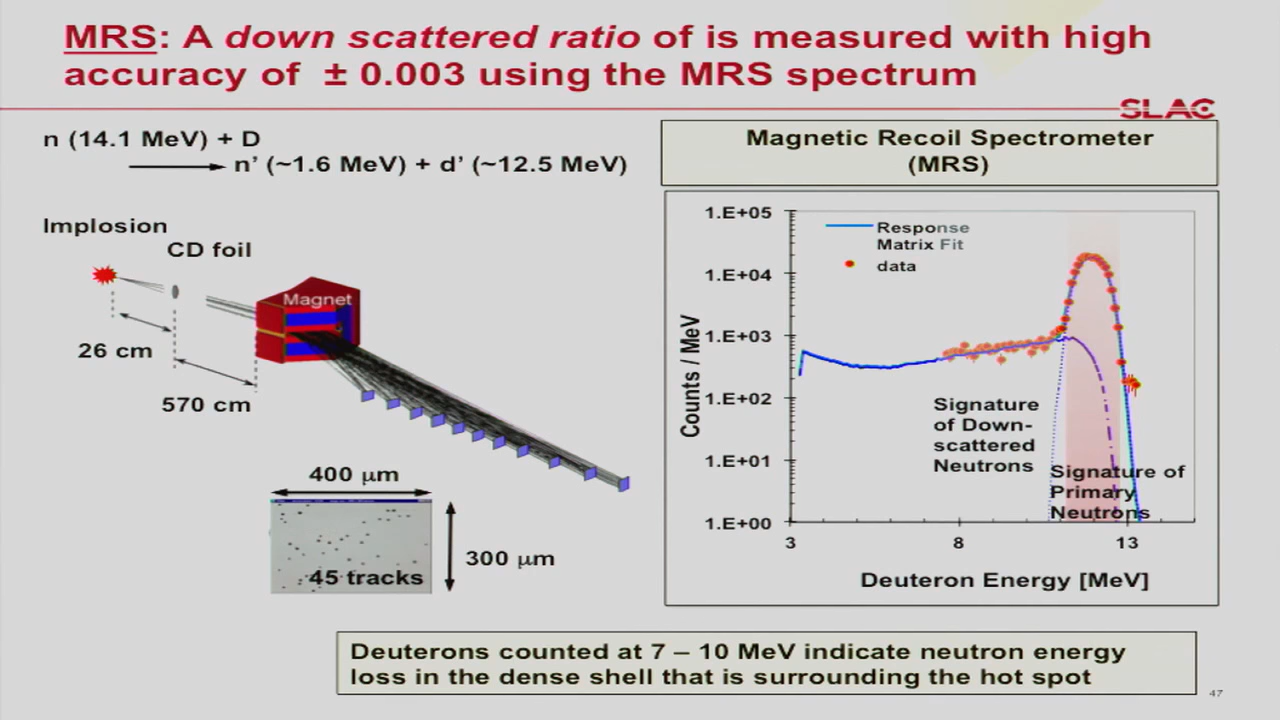 MRS: A down scattered ratio of is measured with high
accuracy of ± 0.003 using the MRS spectrum
SLAC
n (14.1 MeV) + D
n' (~1.6 MeV) + d' (~12.5 MeV)
Implosion
CD foil
Magnet
26 cm
570 cm
400 μm
300 μm
45 tracks
Magnetic Recoil Spectrometer
(MRS)
1.E+05
1.E+04
1.E+03
1.E+02
1.E+01
1.E+00
Counts / MeV
Response
Matrix Fit
data
Signature
of Down-
scattered
Neutrons
Signature of
Primary
Neutrons
3
8
13
Deuteron Energy [MeV]
Deuterons counted at 7 – 10 MeV indicate neutron energy
loss in the dense shell that is surrounding the hot spot
47